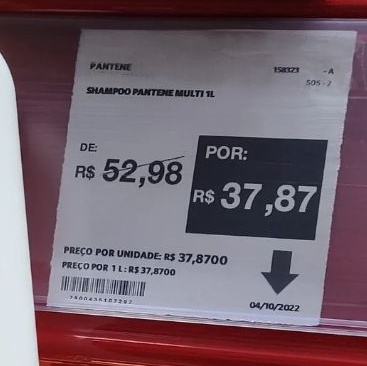 PANTENE 158323 -A
505-2
SHAMPOO PANTENE MULTI 1L
DE:
R$ 52,98
POR:
R$ 37,87
PREÇO POR UNIDADE: R$ 37,8700
PREÇO POR 1 L: R$ 37,8700
04/10/2022